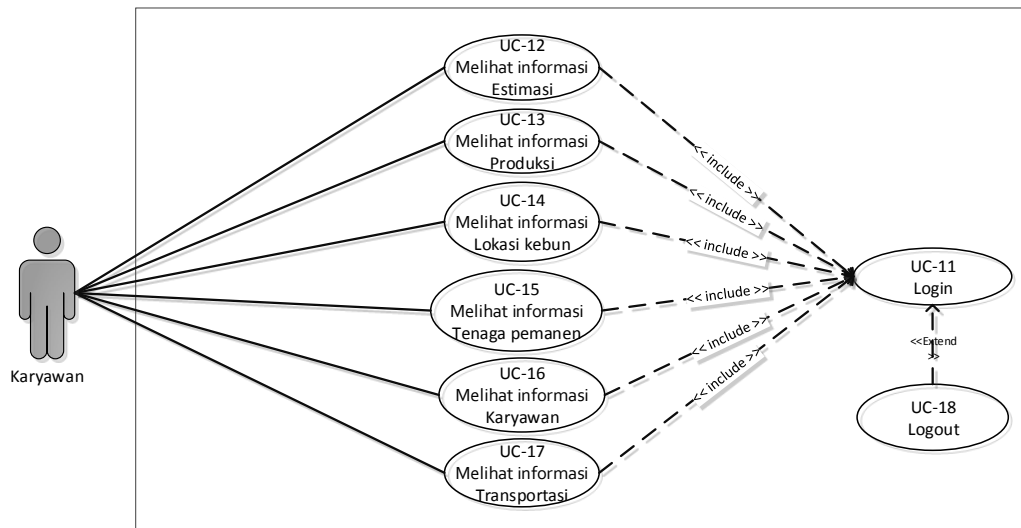 UC-12
Melihat informasi
Estimasi
UC-13
Melihat informasi
Produksi
UC-14
Melihat informasi
Lokasi kebun
UC-15
Melihat informasi
Tenaga pemanen
UC-16
Melihat informasi
Karyawan
UC-17
Melihat informasi
Transportasi
Karyawan
<< include >>
<< include >>
<< include >>
<< include >>
<< include >>
<< include >>
UC-11
Login
<<Extend
>>
UC-18
Logout